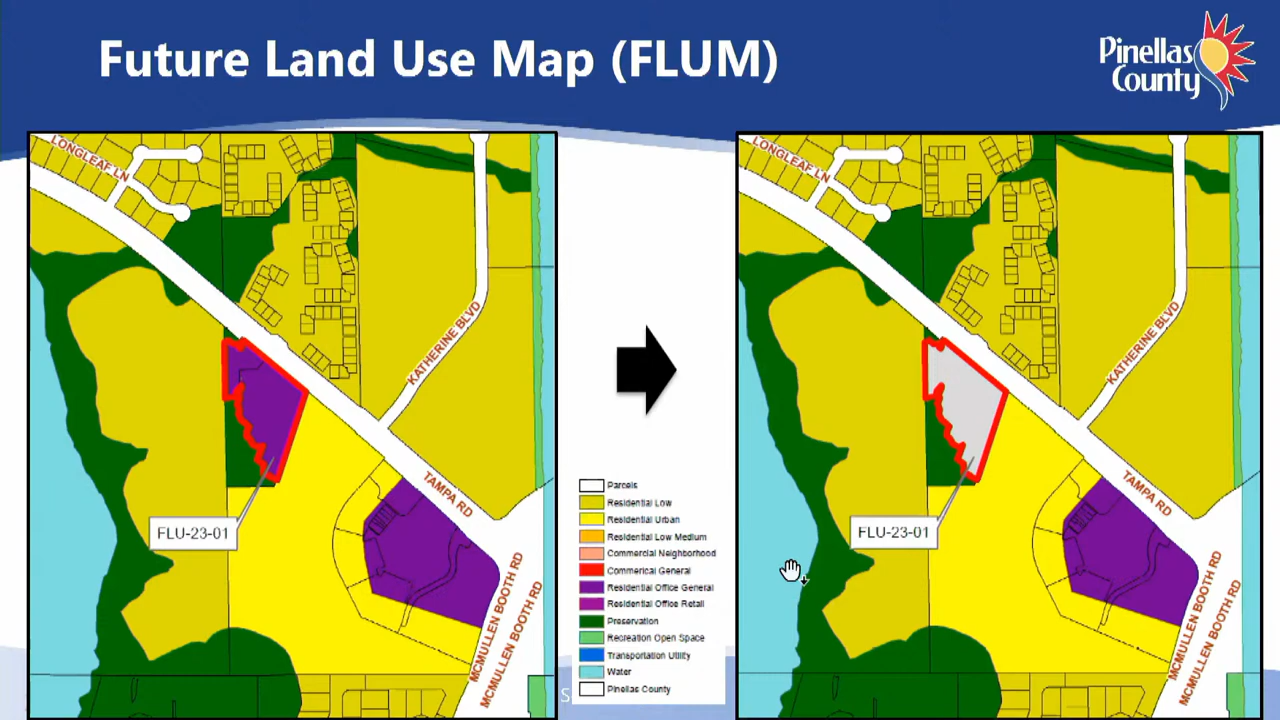 Future Land Use Map (FLUM)
Pinellas
County
LONGLEAF LN
KATHERINE BLVD
TAMPA RD
FLU-23-01
MCMULLEN BOOTH RD
MCMULLEN BOOTH RD
Parcels
Residential Low
Residential Urban
Residential Low Medium
Commercial Neighborhood
Commerical General
Residential Office General
Residential Office Retail
Preservation
Recreation Open Space
Transportation Utility
Water
Pinellas County
LONGLEAF LN
KATHERINE BLVD
TAMPA RD
FLU-23-01
MCMULLEN BOOTH RD
MCMULLEN BOOTH RD